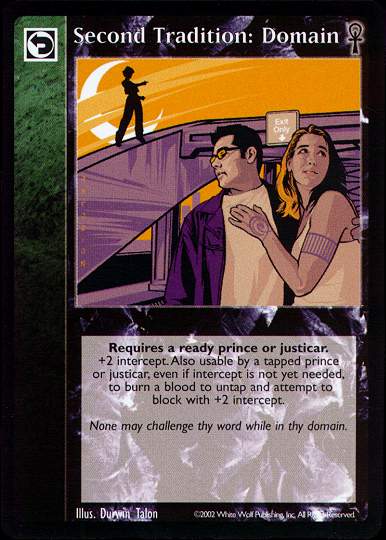 Second Tradition: Domain
Exit
Only
Requires a ready prince or justicar.
+2 intercept. Also usable by a tapped prince
or justicar, even if intercept is not yet needed,
to burn a blood to untap and attempt to
block with +2 intercept.
None may challenge thy word while in thy domain.
Illus. Durwin Talon
©2002 White Wolf Publishing, Inc. All Rights Reserved.